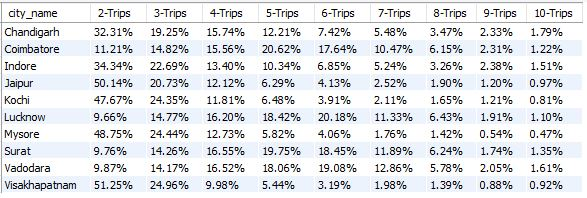 city_name 2-Trips 3-Trips 4-Trips 5-Trips 6-Trips 7-Trips 8-Trips 9-Trips 10-Trips
Chandigarh 32.31% 19.25% 15.74% 12.21% 7.42% 5.48% 3.47% 2.33% 1.79%
Coimbatore 11.21% 14.82% 15.56% 20.62% 17.64% 10.47% 6.15% 2.31% 1.22%
Indore 34.34% 22.69% 13.40% 10.34% 6.85% 5.24% 3.26% 2.38% 1.51%
Jaipur 50.14% 20.73% 12.12% 6.29% 4.13% 2.52% 1.90% 1.20% 0.97%
Kochi 47.67% 24.35% 11.81% 6.48% 3.91% 2.11% 1.65% 1.21% 0.81%
Lucknow 9.66% 14.77% 16.20% 18.42% 20.18% 11.33% 6.43% 1.91% 1.10%
Mysore 48.75% 24.44% 12.73% 5.82% 4.06% 1.76% 1.42% 0.54% 0.47%
Surat 9.76% 14.26% 16.55% 19.75% 18.45% 11.89% 6.24% 1.74% 1.35%
Vadodara 9.87% 14.17% 16.52% 18.06% 19.08% 12.86% 5.78% 2.05% 1.61%
Visakhapatnam 51.25% 24.96% 9.98% 5.44% 3.19% 1.98% 1.39% 0.88% 0.92%